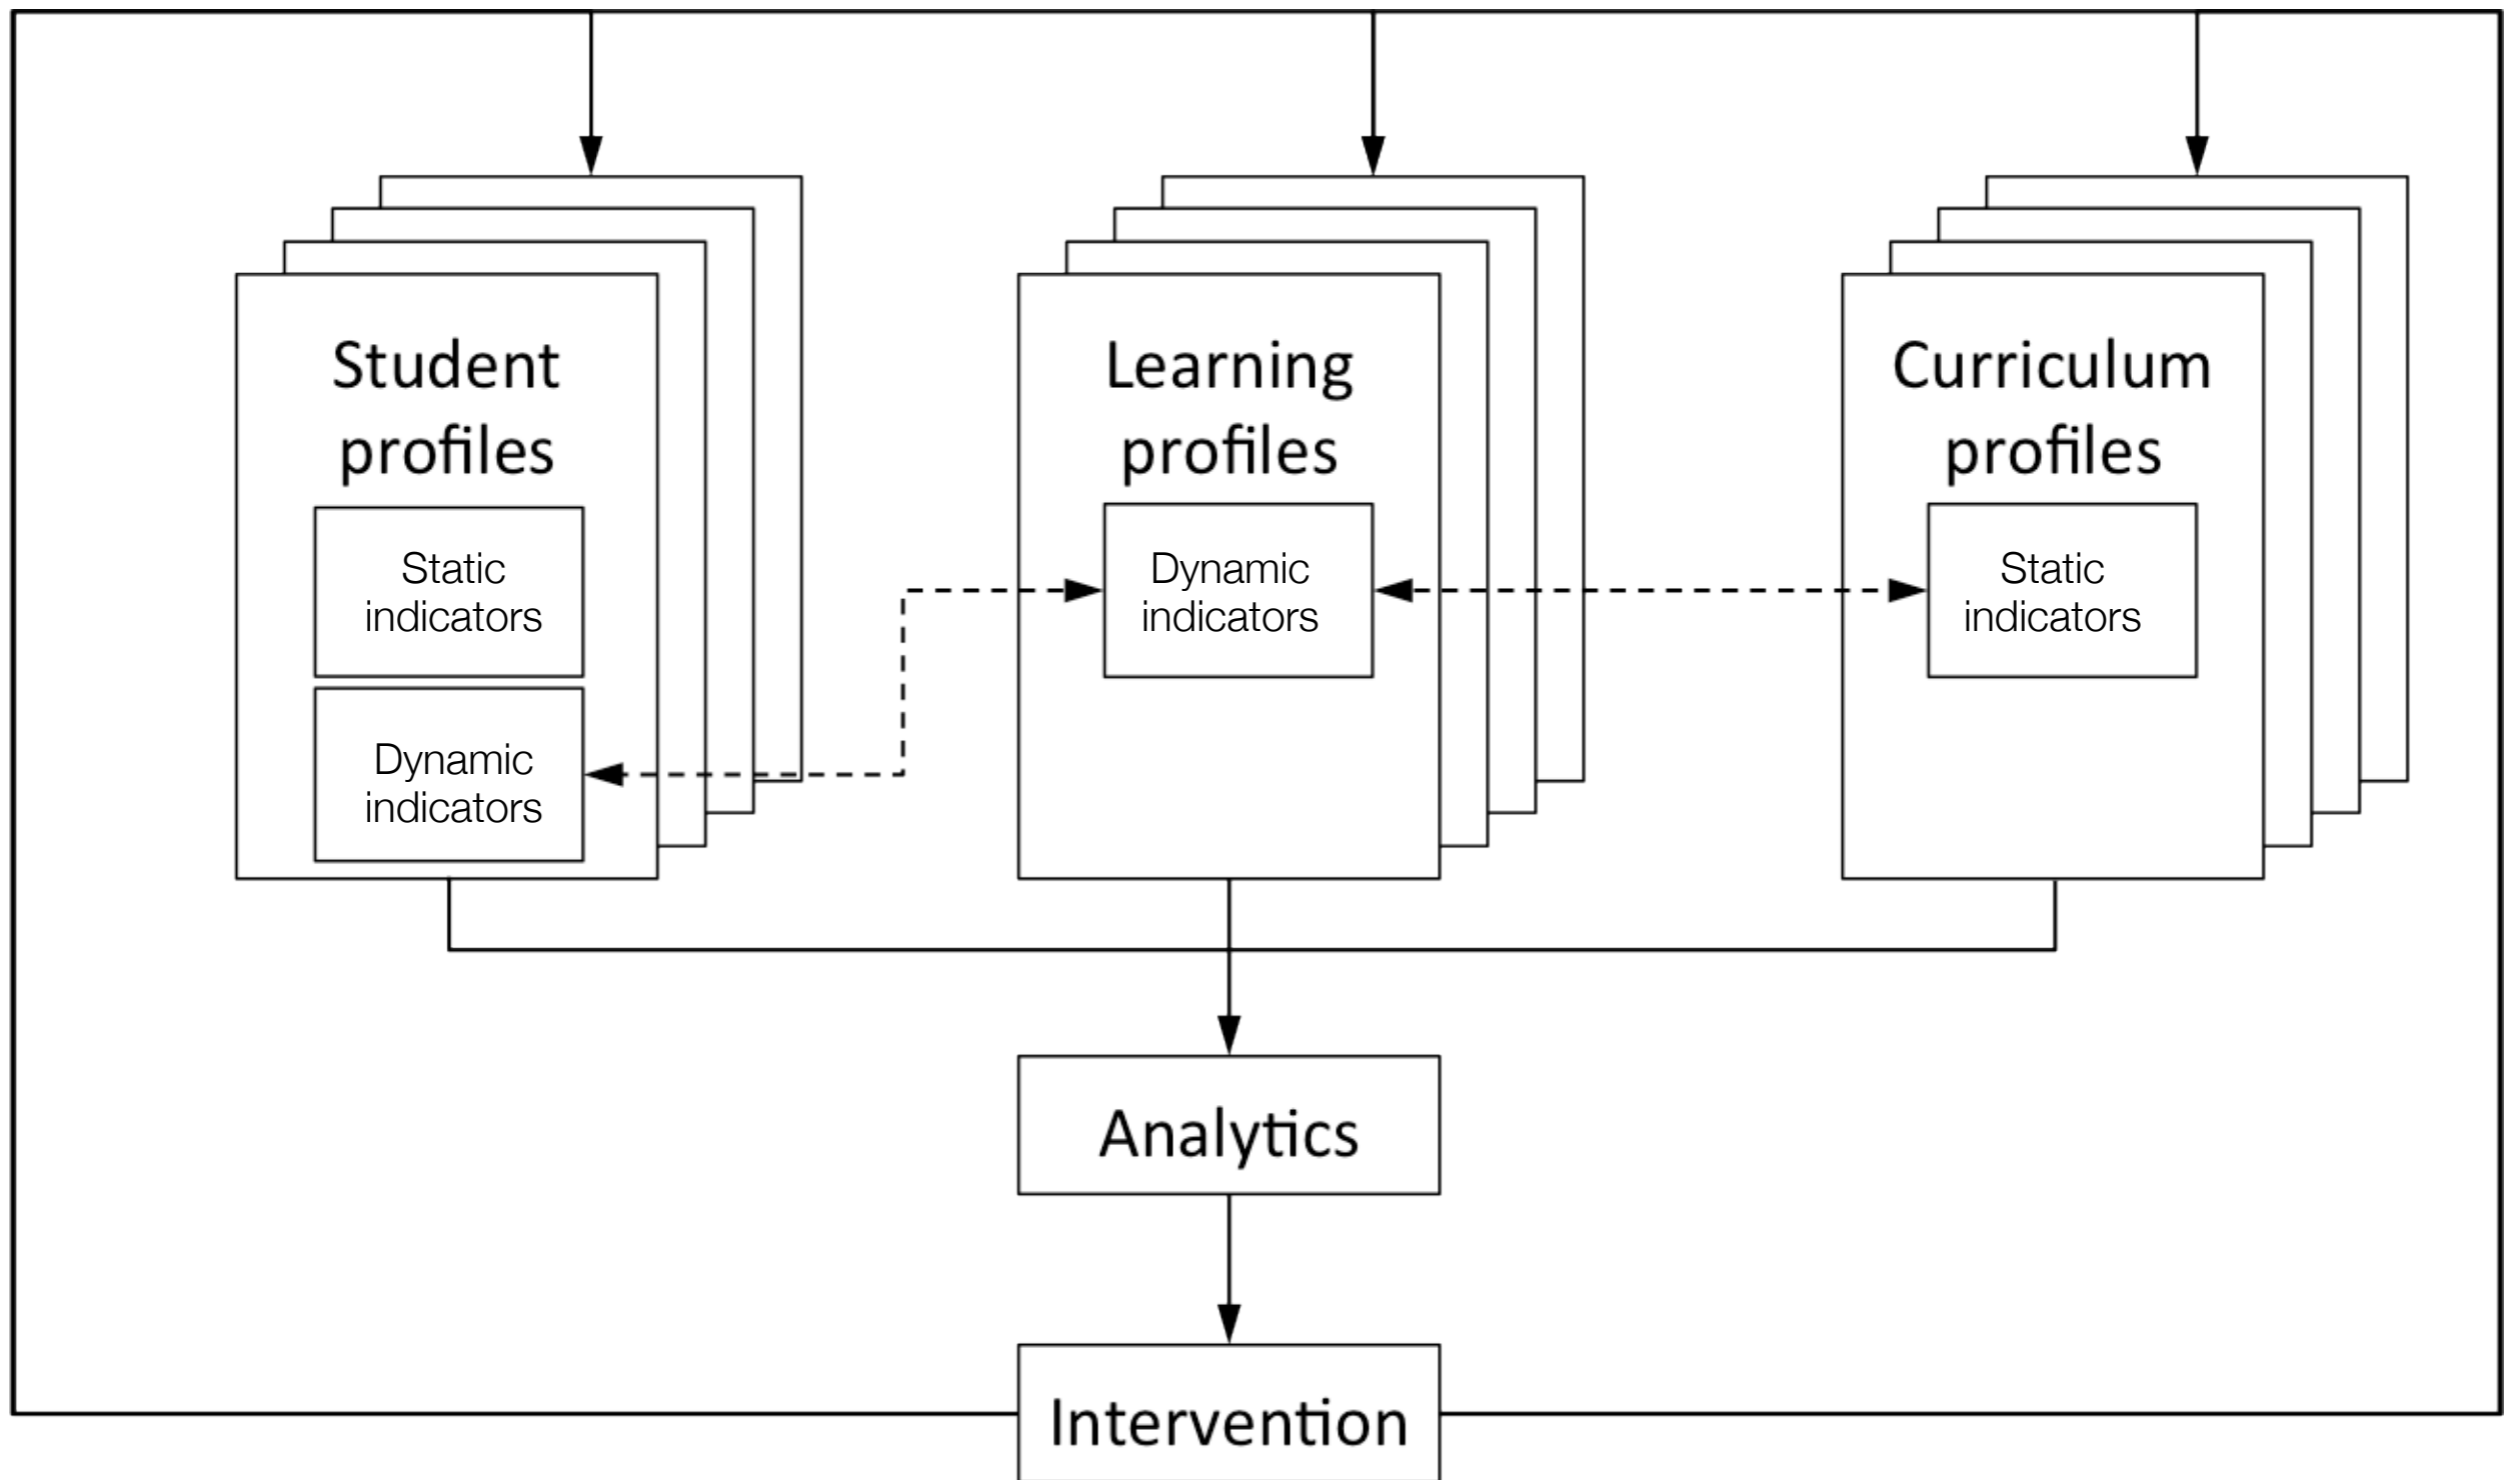 Student
profiles
Static
indicators
Dynamic
indicators
Learning
profiles
Dynamic
indicators
Curriculum
profiles
Static
indicators
Analytics
Intervention